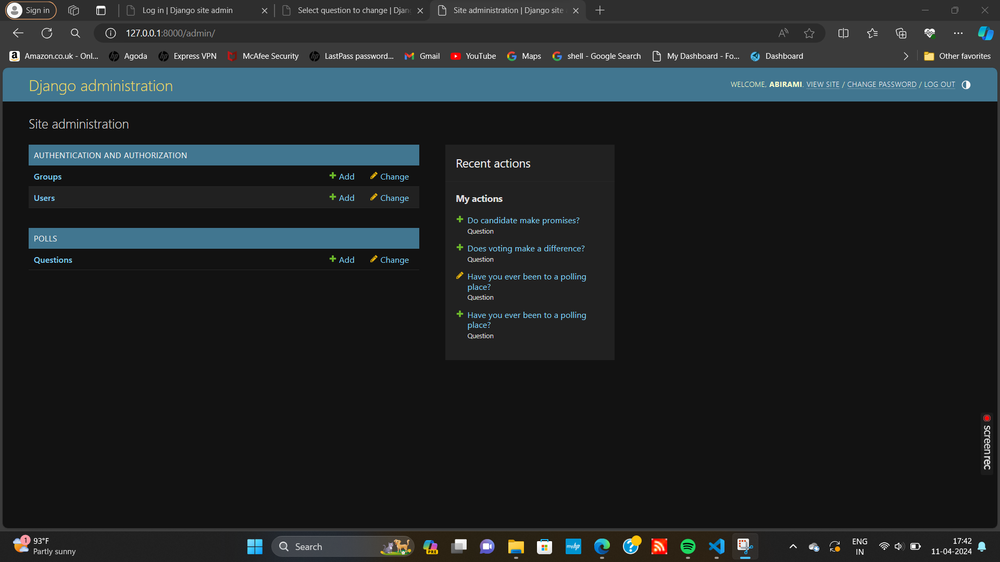 Sign in
Log in | Django site admin
Select question to change | Djan
Site administration | Django site
127.0.0.1:8000/admin/
Amazon.co.uk - Onl...
Agoda
Express VPN
McAfee Security
LastPass password...
Gmail
YouTube
Maps
shell - Google Search
My Dashboard - Fo...
Dashboard
Other favorites
Django administration
WELCOME, ABIRAMI. VIEW SITE / CHANGE PASSWORD / LOG OUT
Site administration
AUTHENTICATION AND AUTHORIZATION
Groups Add Change
Users Add Change
POLLS
Questions Add Change
Recent actions
My actions
Do candidate make promises?
Question
Does voting make a difference?
Question
Have you ever been to a polling
place?
Question
Have you ever been to a polling
place?
Question
screenrec
1
93°F
Partly sunny
Search
PRE
myhp
ENG
IN
17:42
11-04-2024